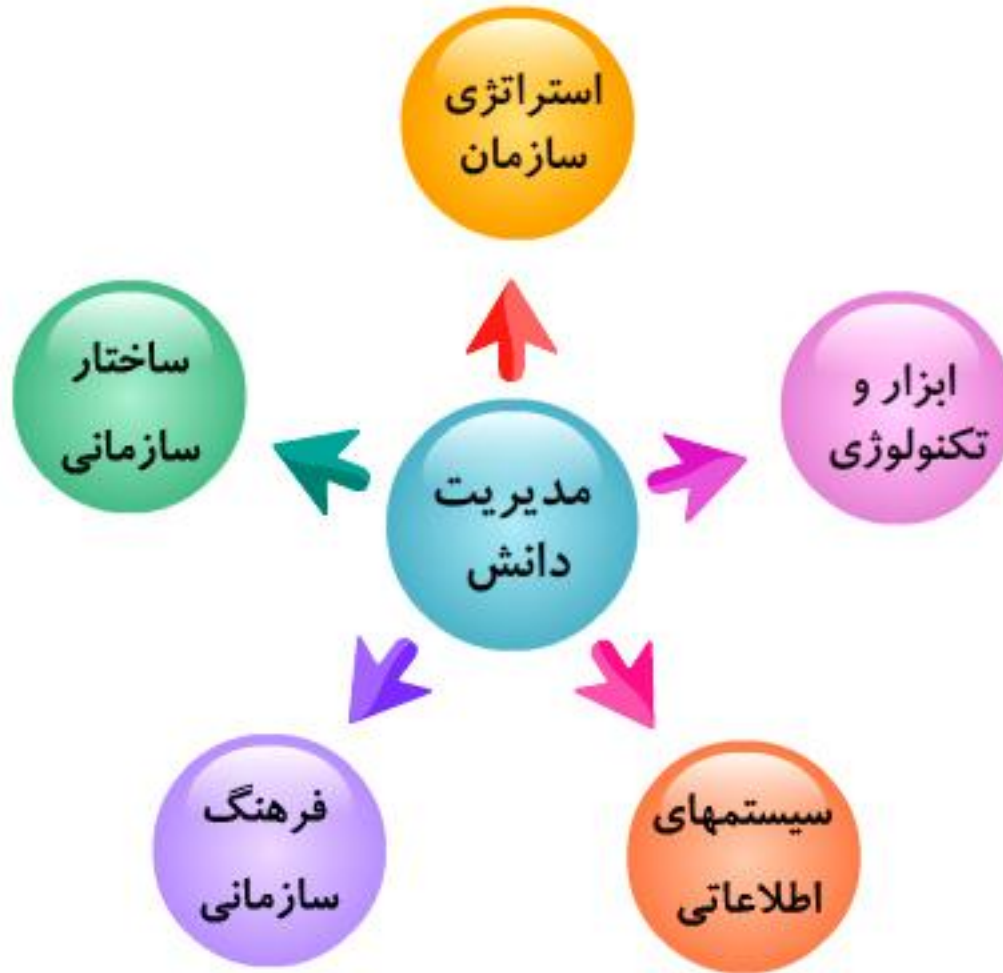 استراتژی
سازمان
ابزار و
تکنولوژی
ساختار
سازمانی
مدیریت
دانش
سیستمهای
اطلاعاتی
فرهنگ
سازمانی